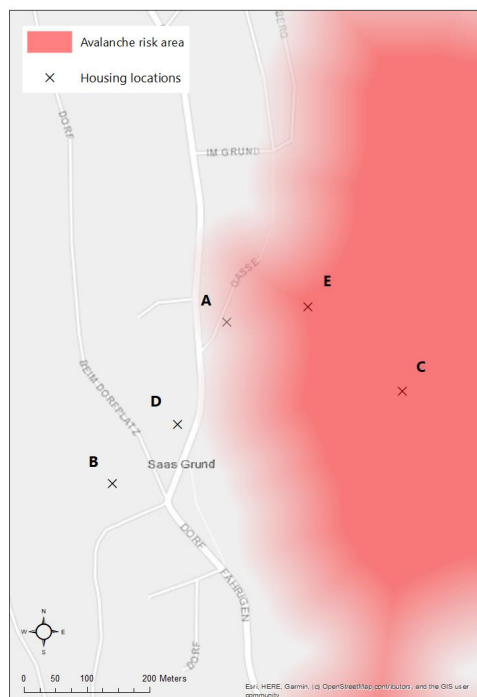 Avalanche risk area
Housing locations
BERG
DORF
IM GRUND
GASSE
E
A
C
BEIM DORFPLATZ
D
Saas Grund
B
DORF
FAHRIGEN
DORF
N
W E
S
0 50 100 200 Meters
Esri, HERE, Garmin, (c) OpenStreetMap contributors, and the GIS user
community